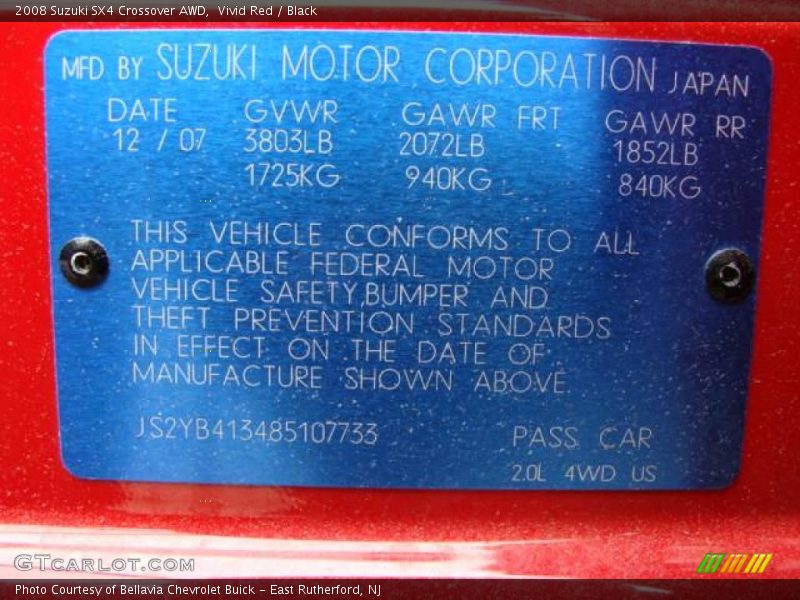 2008 Suzuki SX4 Crossover AWD, Vivid Red / Black
MFD BY SUZUKI MOTOR CORPORATION JAPAN
DATE GVWR GAWR FRT GAWR RR
12 / 07 3803LB 2072LB 1852LB
1725KG 940KG 840KG
THIS VEHICLE CONFORMS TO ALL
APPLICABLE FEDERAL MOTOR
VEHICLE SAFETY,BUMPER AND
THEFT PREVENTION STANDARDS
IN EFFECT ON THE DATE OF
MANUFACTURE SHOWN ABOVE
JS2YB413485107733 PASS CAR
2.0L 4WD US
GTCARLOT.COM
Photo Courtesy of Bellavia Chevrolet Buick - East Rutherford, NJ